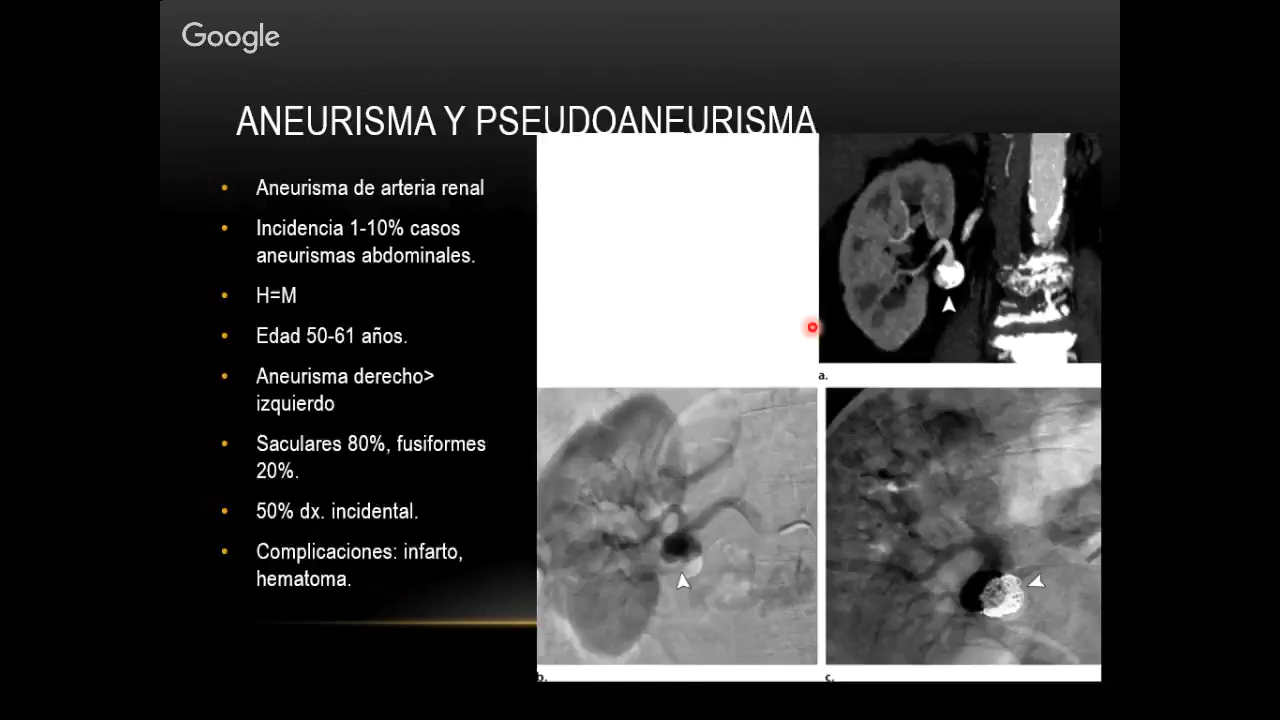 Google
ANEURISMA Y PSEUDOANEURISMA
• Aneurisma de arteria renal
• Incidencia 1-10% casos
aneurismas abdominales.
• H=M
• Edad 50-61 años.
• Aneurisma derecho>
izquierdo
• Saculares 80%, fusiformes
20%.
• 50% dx. incidental.
• Complicaciones: infarto,
hematoma.
a.
b.
c.